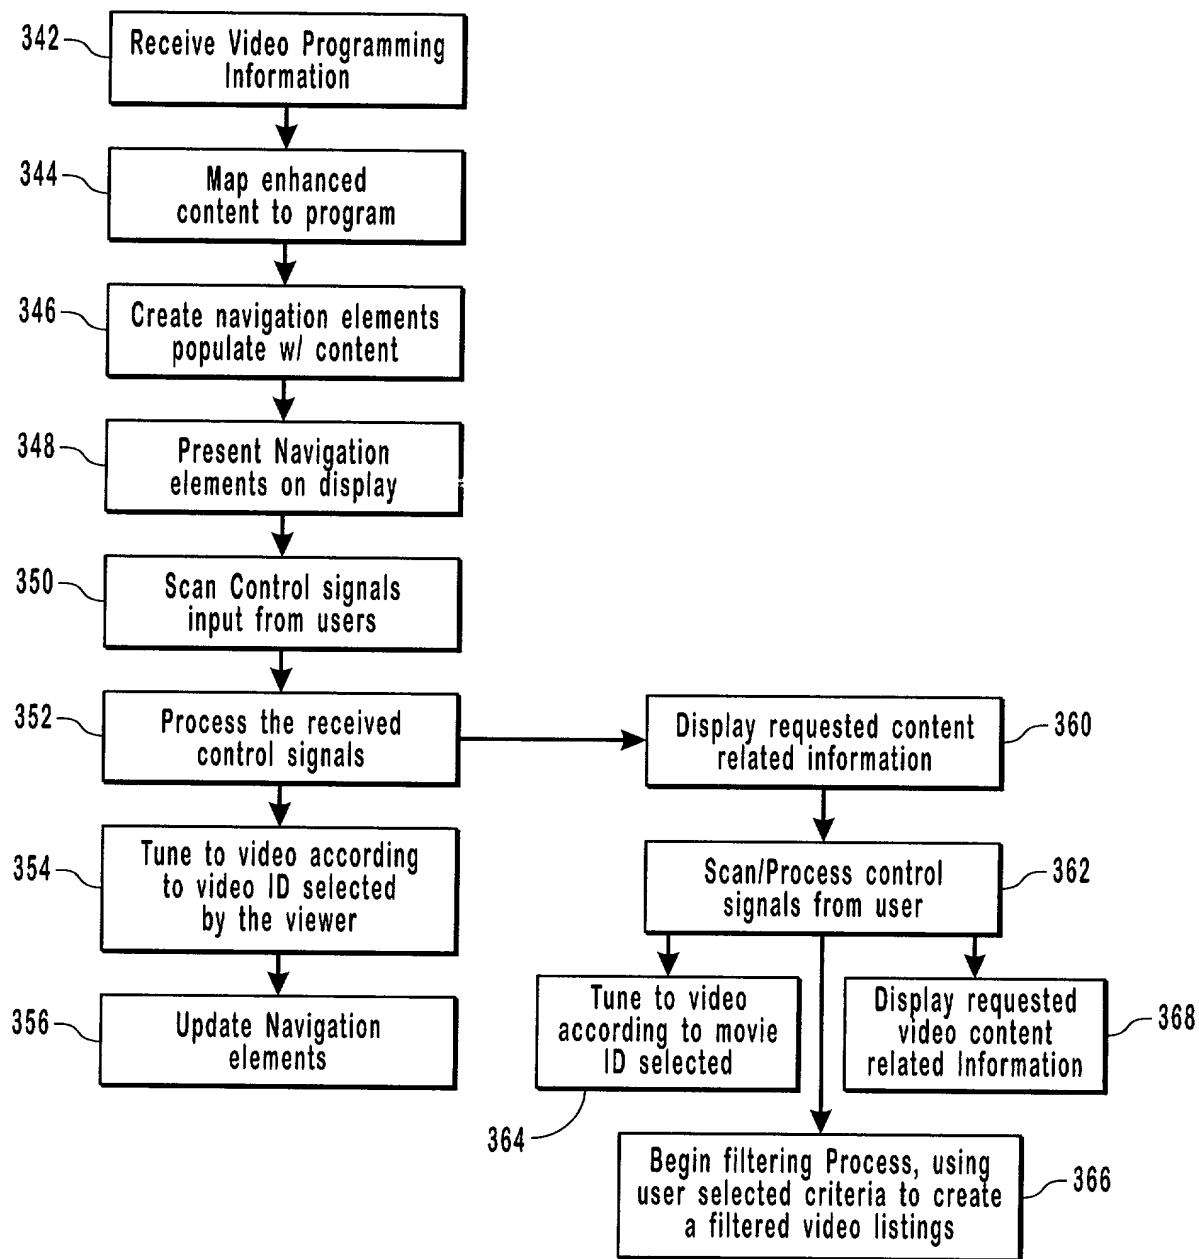 342
Receive Video Programming
Information
344
Map enhanced
content to program
346
Create navigation elements
populate w/ content
348
Present Navigation
elements on display
350
Scan Control signals
input from users
352
Process the received
control signals
Display requested content
related information
360
354
Tune to video according
to video ID selected
by the viewer
Scan/Process control
signals from user
362
356
Update Navigation
elements
Tune to video
according to movie
ID selected
364
Display requested
video content
related Information
368
Begin filtering Process, using
user selected criteria to create
a filtered video listings
366